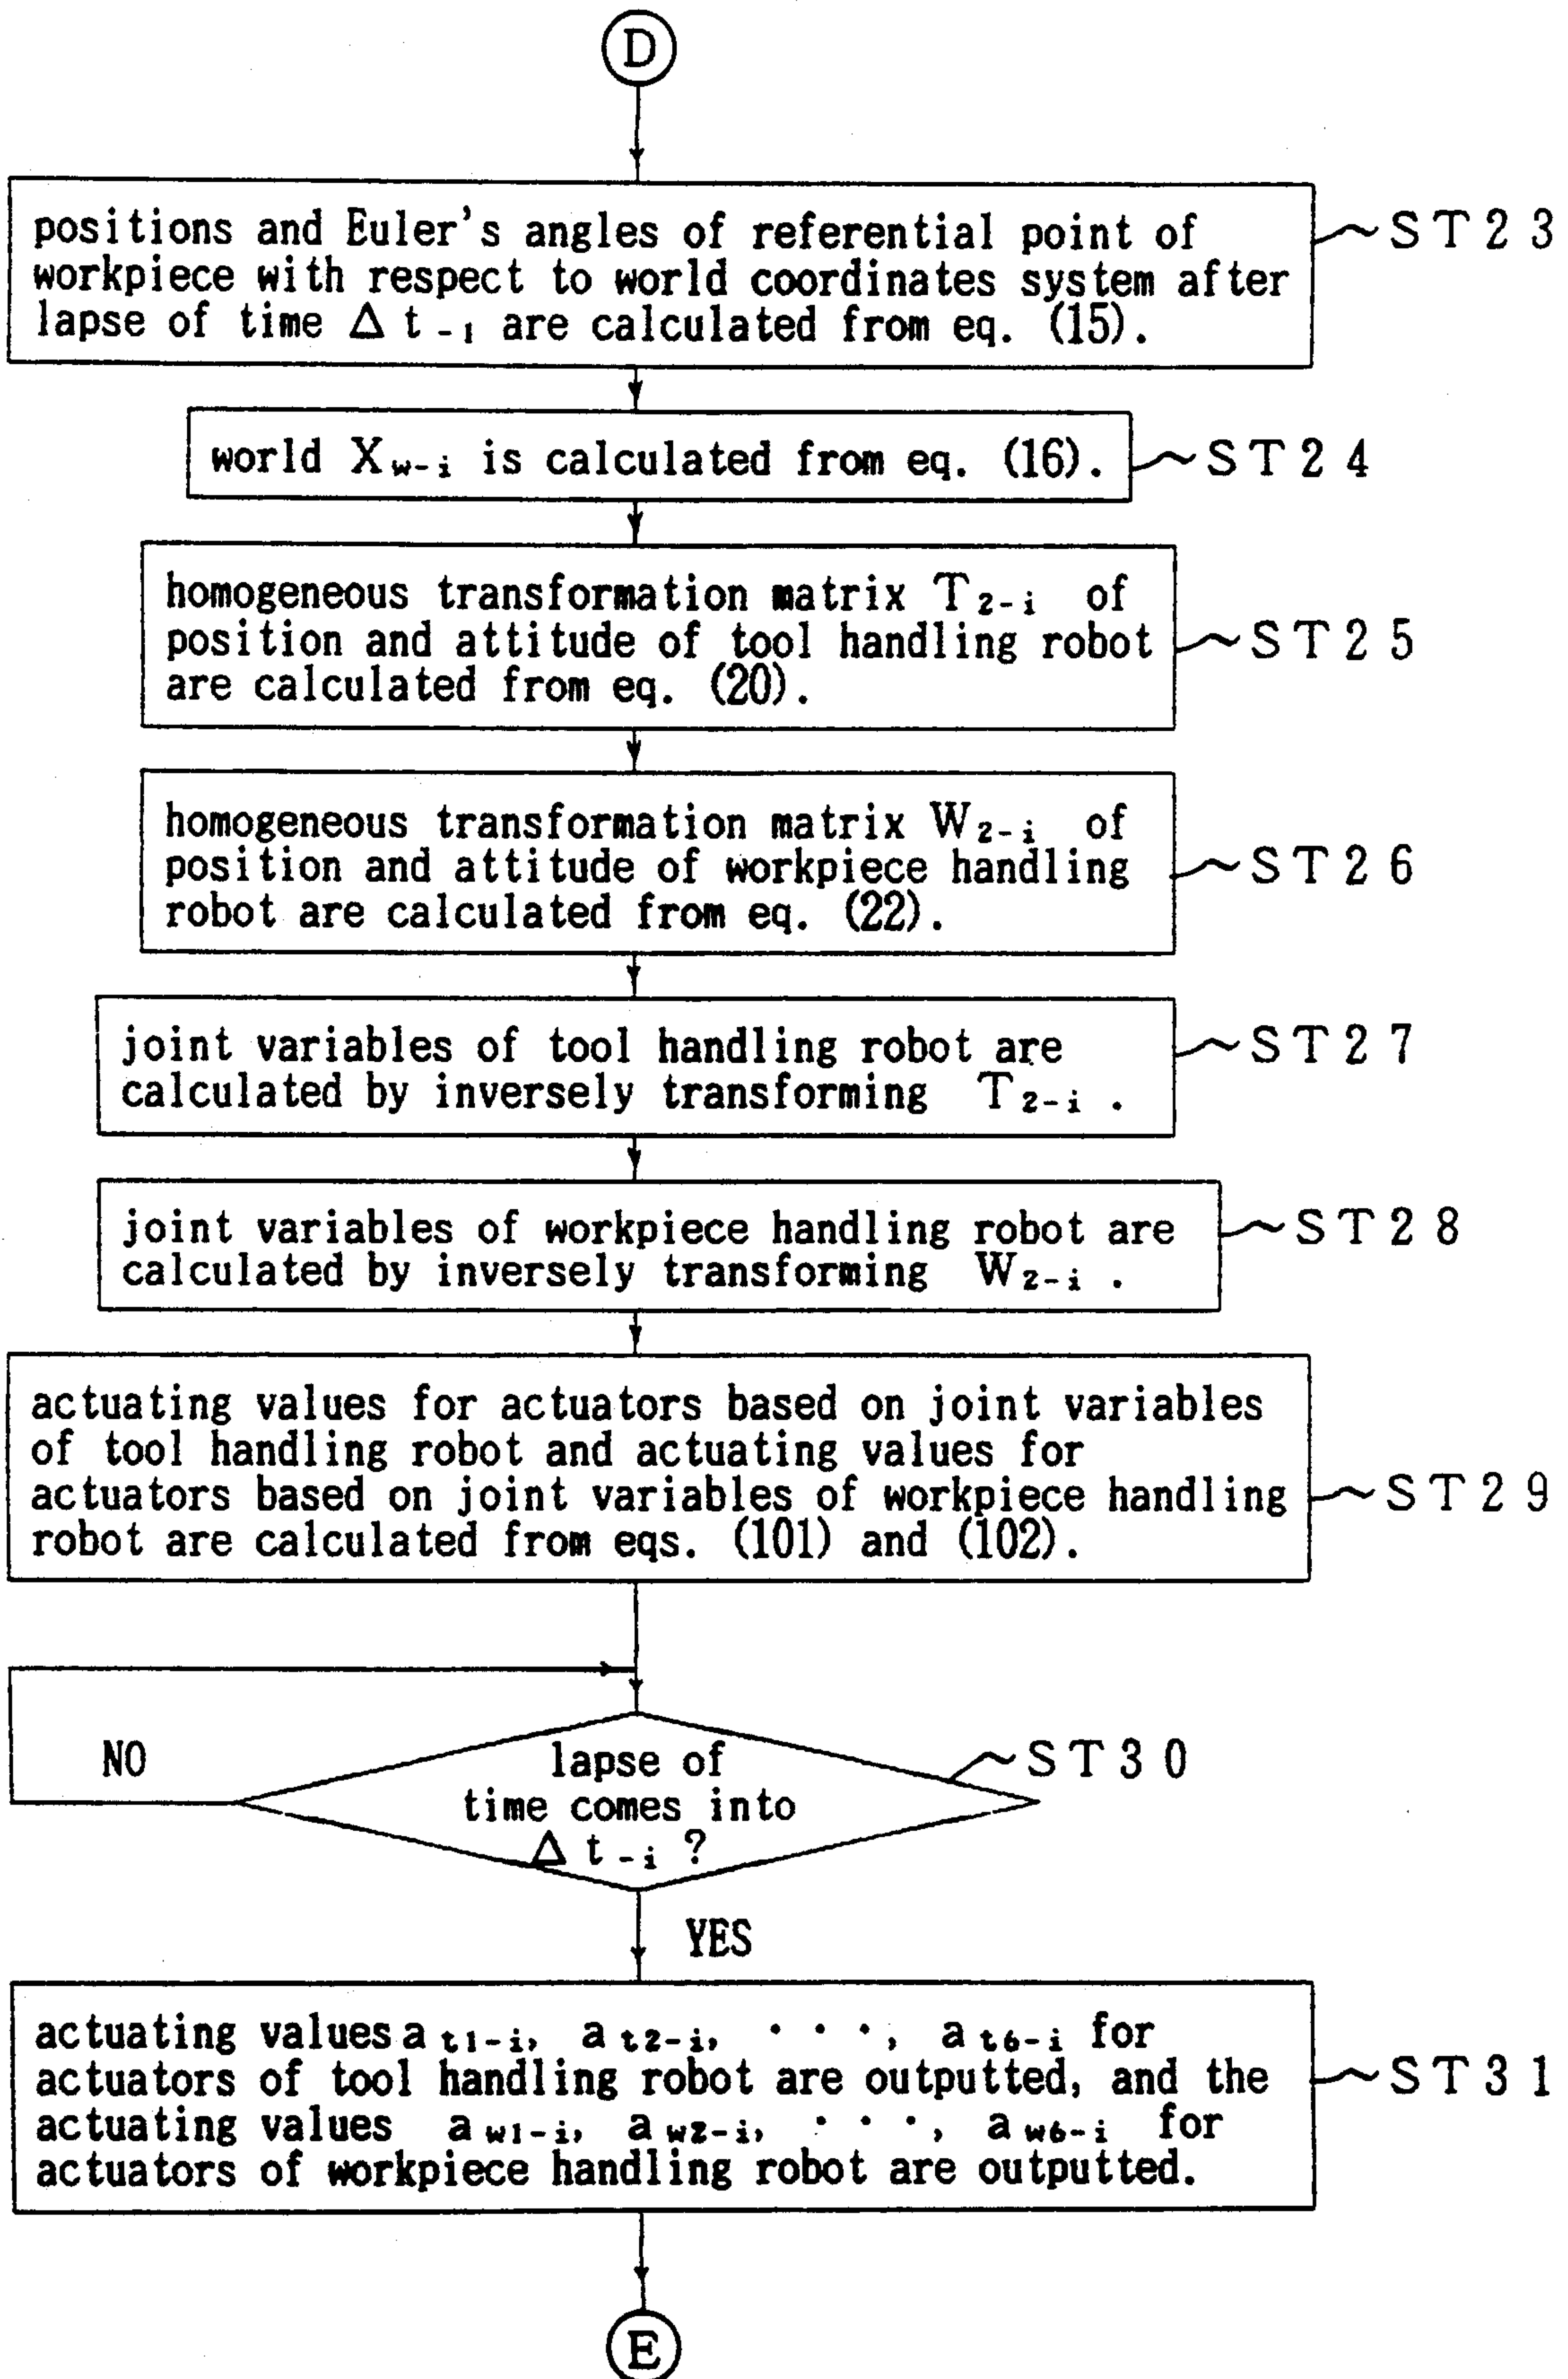 D
positions and Euler's angles of referential point of
workpiece with respect to world coordinates system after
lapse of time Δ t -1 are calculated from eq. (15).
ST23
world Xw-i is calculated from eq. (16).
ST24
homogeneous transformation matrix T2-i of
position and attitude of tool handling robot
are calculated from eq. (20).
ST25
homogeneous transformation matrix W2-i of
position and attitude of workpiece handling
robot are calculated from eq. (22).
ST26
joint variables of tool handling robot are
calculated by inversely transforming T2-i .
ST27
joint variables of workpiece handling robot are
calculated by inversely transforming W2-i .
ST28
actuating values for actuators based on joint variables
of tool handling robot and actuating values for
actuators based on joint variables of workpiece handling
robot are calculated from eqs. (101) and (102).
ST29
NO
lapse of
time comes into
Δ t -i ?
ST30
YES
actuating values a t1-i, a t2-i, · · ·, a t6-i for
actuators of tool handling robot are outputted, and the
actuating values a w1-i, a w2-i, · · ·, a w6-i for
actuators of workpiece handling robot are outputted.
ST31
E